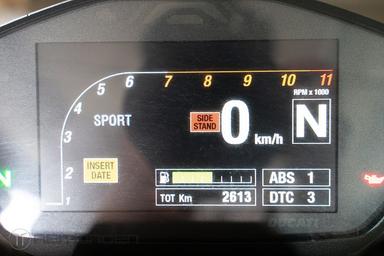 1 2 3 4 5 6 7 8 9 10 11
RPM x 1000
SPORT
SIDE
STAND
0 km/h
N
INSERT
DATE
N
TOT Km 2613
ABS 1
DTC 3
DUCATI